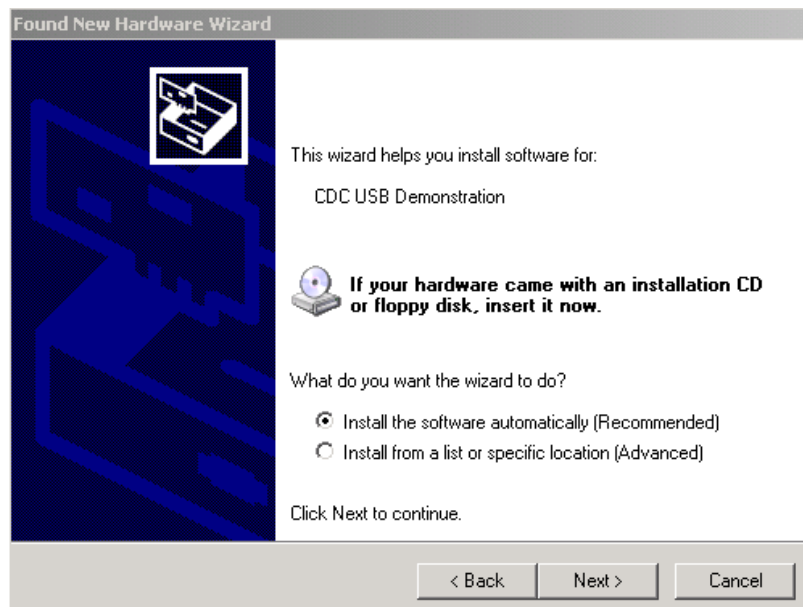 Found New Hardware Wizard
This wizard helps you install software for:
CDC USB Demonstration
If your hardware came with an installation CD
or floppy disk, insert it now.
What do you want the wizard to do?
Install the software automatically (Recommended)
Install from a list or specific location (Advanced)
Click Next to continue.
< Back
Next >
Cancel